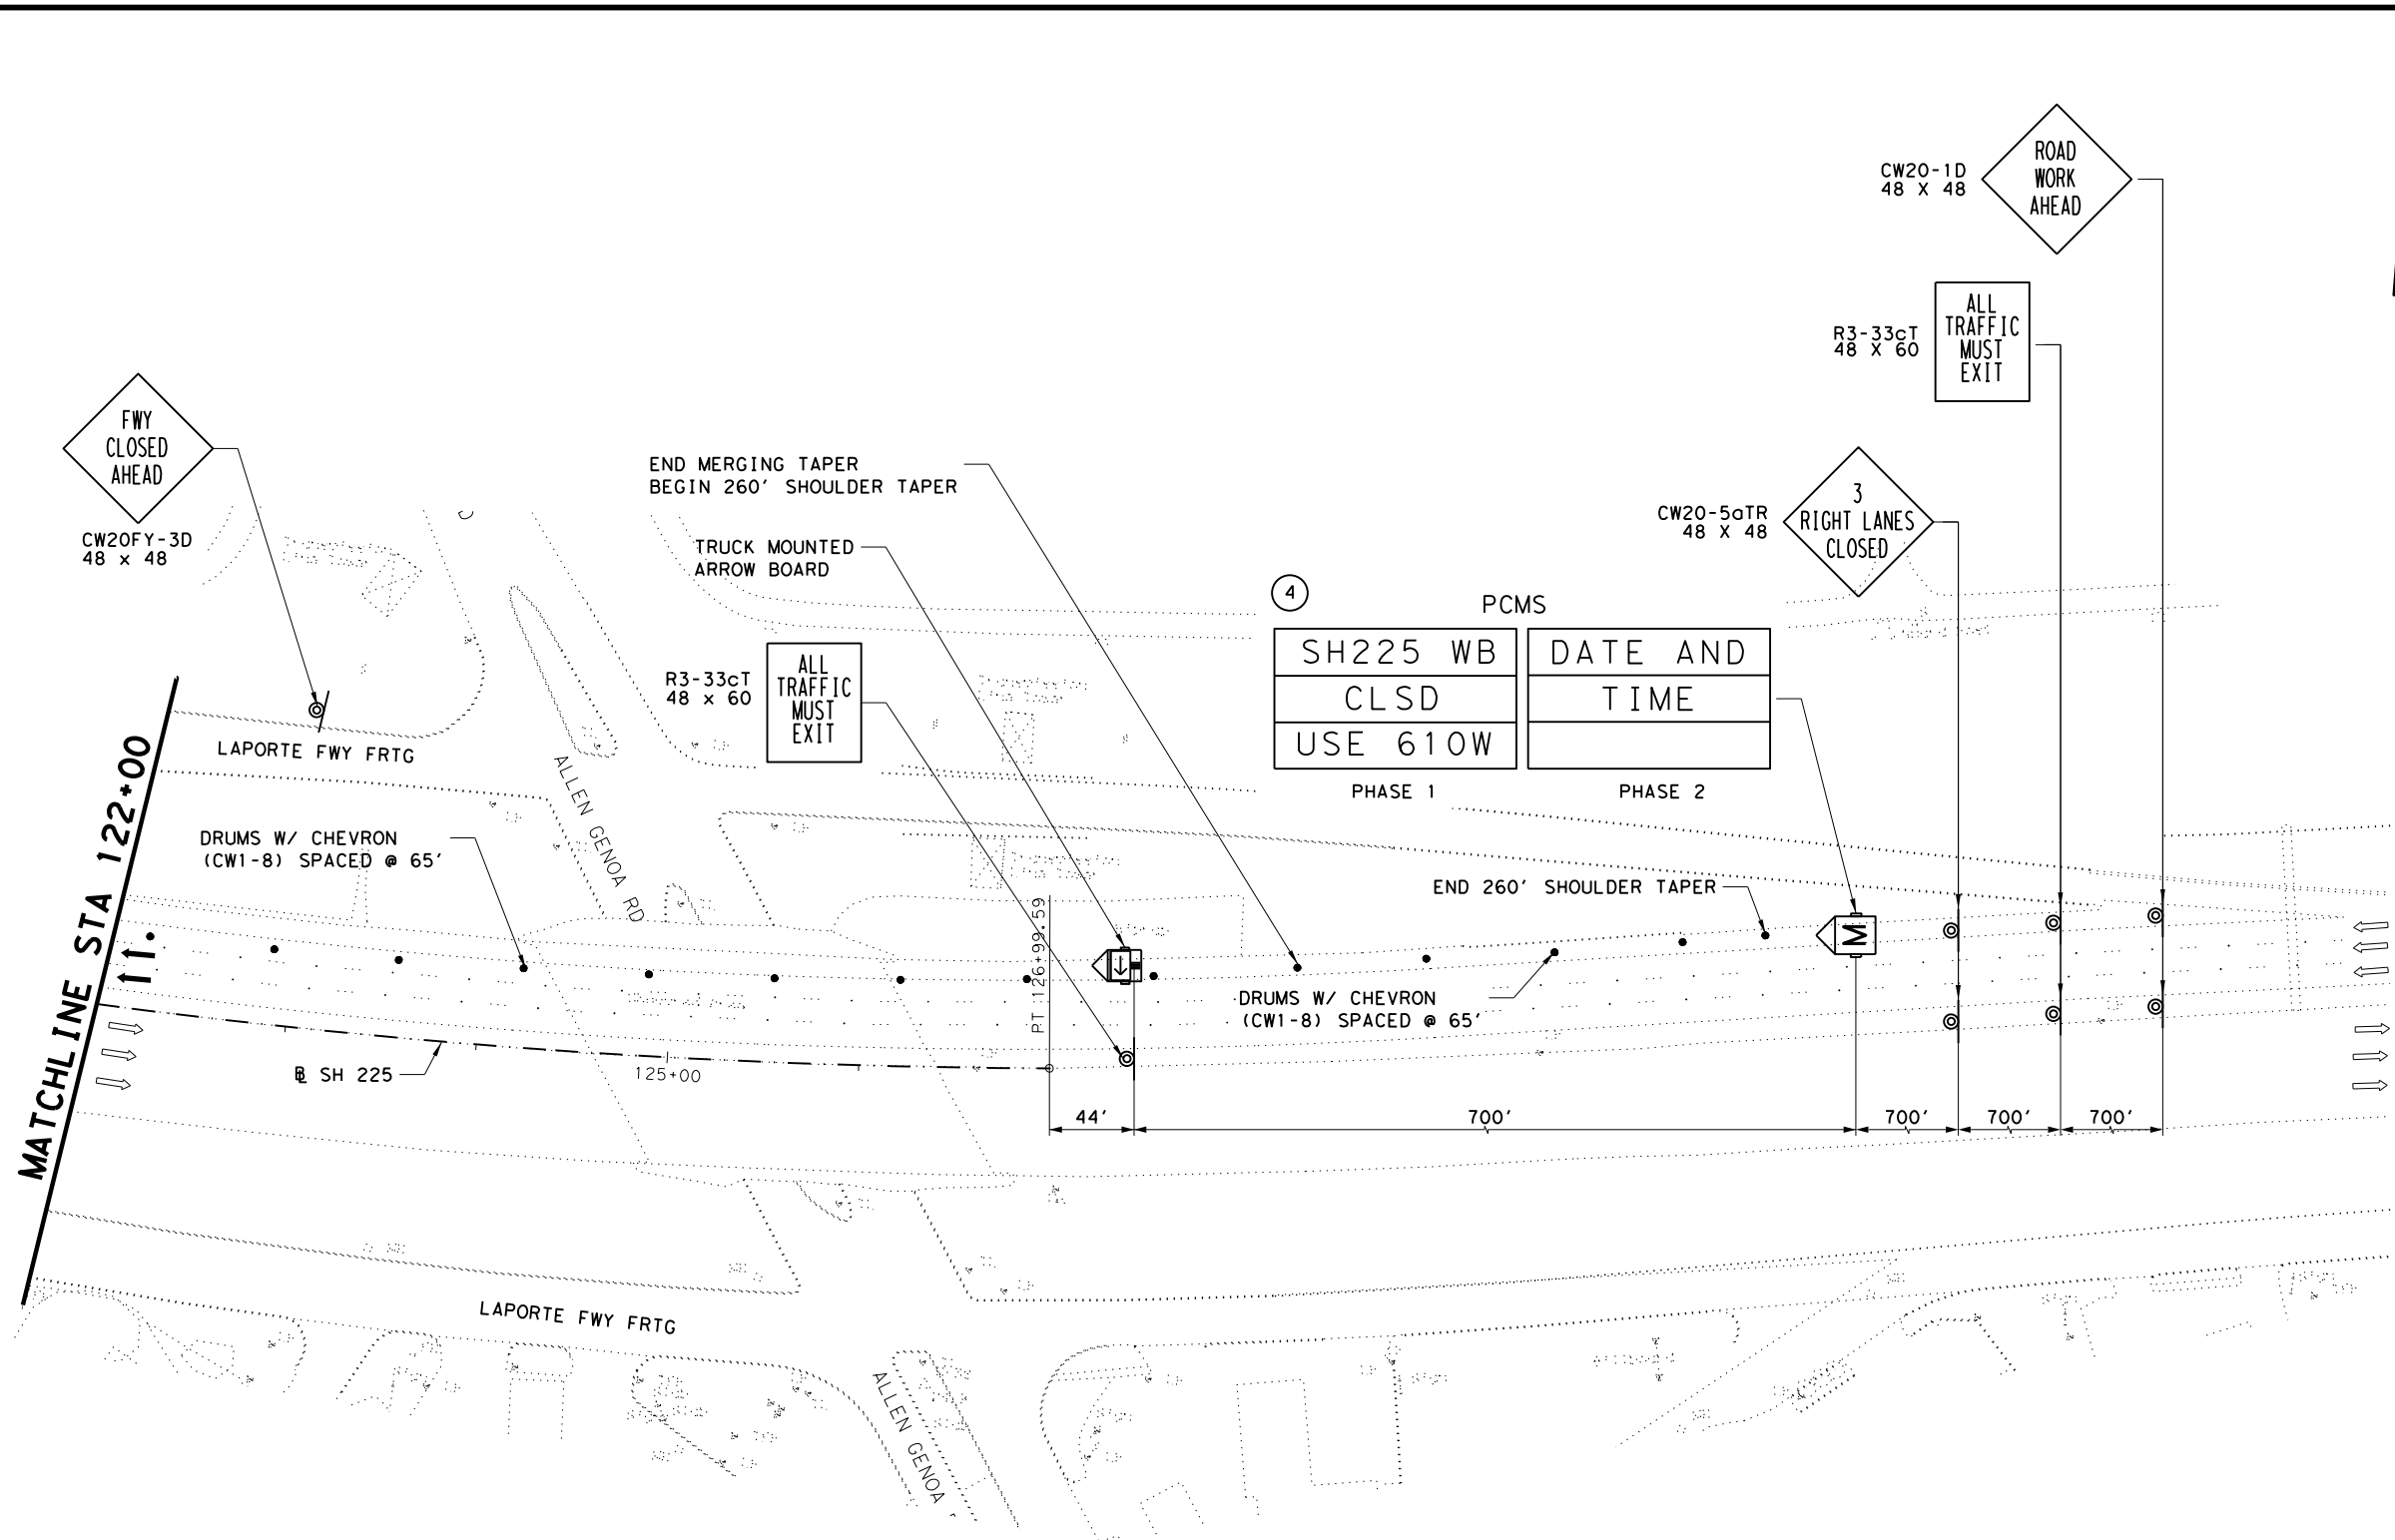 CW20-1D
48 X 48
ROAD
WORK
AHEAD
R3-33cT
48 X 60
ALL
TRAFFIC
MUST
EXIT
FWY
CLOSED
AHEAD
CW20FY-3D
48 x 48
END MERGING TAPER
BEGIN 260' SHOULDER TAPER
TRUCK MOUNTED
ARROW BOARD
CW20-5aTR
48 X 48
3
RIGHT LANES
CLOSED
4
PCMS
SH225 WB
CLSD
USE 610W
PHASE 1
DATE AND
TIME
PHASE 2
R3-33cT
48 x 60
ALL
TRAFFIC
MUST
EXIT
LAPORTE FWY FRTG
ALLEN GENOA RD
MATCHLINE STA 122+00
DRUMS W/ CHEVRON
(CW1-8) SPACED @ 65'
END 260' SHOULDER TAPER
M
PT 126+99.59
DRUMS W/ CHEVRON
(CW1-8) SPACED @ 65'
SH 225
125+00
44'
700'
700'
700'
700'
LAPORTE FWY FRTG
ALLEN GENOA